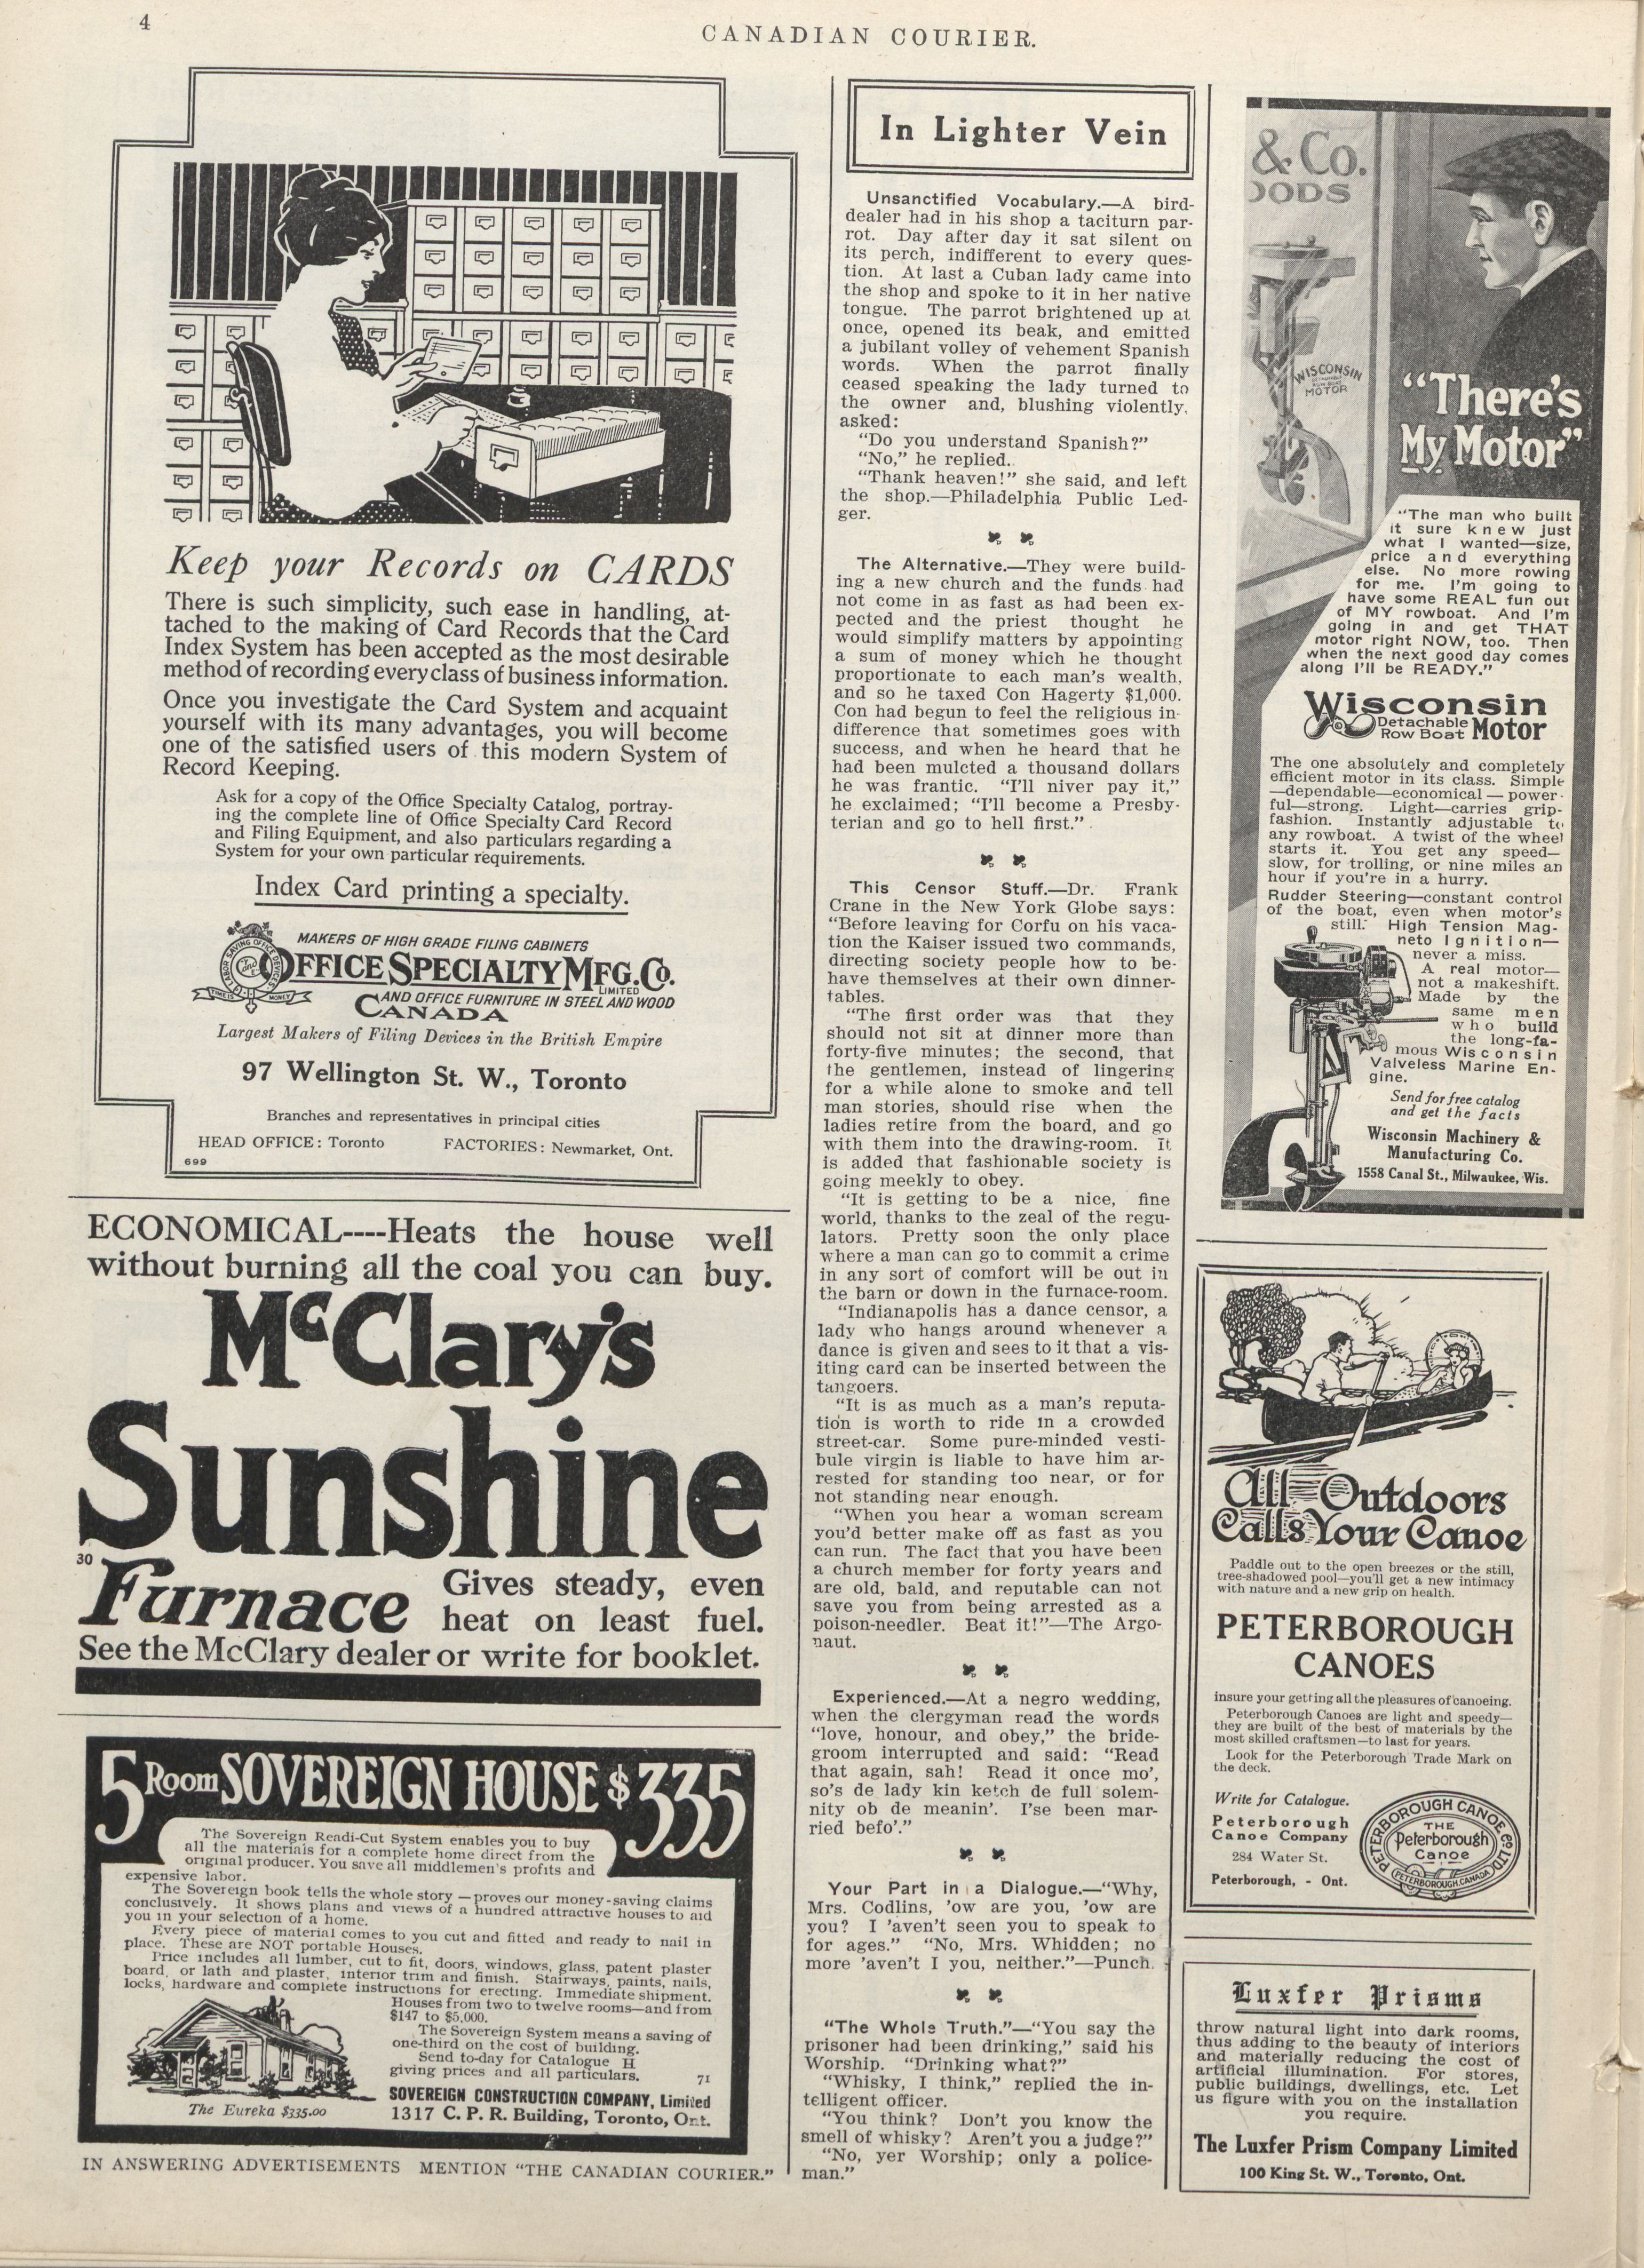 4
CANADIAN COURIER.
Keep your Records on CARDS
There is such simplicity, such ease in handling, at-
tached to the making of Card Records that the Card
Index System has been accepted as the most desirable
method of recording every class of business information.
Once you investigate the Card System and acquaint
yourself with its many advantages, you will become
one of the satisfied users of this modern System of
Record Keeping.
Ask for a copy of the Office Specialty Catalog, portray-
ing the complete line of Office Specialty Card Record
and Filing Equipment, and also particulars regarding a
System for your own particular requirements.
Index Card printing a specialty.
MAKERS OF HIGH GRADE FILING CABINETS
OFFICE SPECIALTY MFG. CO.
LIMITED
AND OFFICE FURNITURE IN STEEL AND WOOD
CANADA
Largest Makers of Filing Devices in the British Empire
97 Wellington St. W., Toronto
Branches and representatives in principal cities
HEAD OFFICE: Toronto FACTORIES: Newmarket, Ont.
699
ECONOMICAL----Heats the house well
without burning all the coal you can buy.
McClary's
Sunshine
30
Furnace
Gives steady, even
heat on least fuel.
See the McClary dealer or write for booklet.
5 Room SOVEREIGN HOUSE $335
The Sovereign Readi-Cut System enables you to buy
all the materials for a complete home direct from the
original producer. You save all middlemen's profits and
expensive labor.
The Sovereign book tells the whole story—proves our money-saving claims
conclusively. It shows plans and views of a hundred attractive houses to aid
you in your selection of a home.
Every piece of material comes to you cut and fitted and ready to nail in
place. These are NOT portable Houses.
Price includes all lumber, cut to fit, doors, windows, glass, patent plaster
board, or lath and plaster, interior trim and finish. Stairways, paints, nails,
locks, hardware and complete instructions for erecting. Immediate shipment.
Houses from two to twelve rooms—and from
$147 to $5,000.
The Sovereign System means a saving of
one-third on the cost of building.
Send to-day for Catalogue H
giving prices and all particulars.
71
SOVEREIGN CONSTRUCTION COMPANY, Limited
1317 C. P. R. Building, Toronto, Ont.
The Eureka $335.00
IN ANSWERING ADVERTISEMENTS MENTION "THE CANADIAN COURIER."
In Lighter Vein
Unsanctified Vocabulary.—A bird-
dealer had in his shop a taciturn par-
rot. Day after day it sat silent on
its perch, indifferent to every ques-
tion. At last a Cuban lady came into
the shop and spoke to it in her native
tongue. The parrot brightened up at
once, opened its beak, and emitted
a jubilant volley of vehement Spanish
words. When the parrot finally
ceased speaking the lady turned to
the owner and, blushing violently,
asked:
"Do you understand Spanish?"
"No," he replied.
"Thank heaven!" she said, and left
the shop.—Philadelphia Public Led-
ger.
The Alternative.—They were build-
ing a new church and the funds had
not come in as fast as had been ex-
pected and the priest thought he
would simplify matters by appointing
a sum of money which he thought
proportionate to each man's wealth,
and so he taxed Con Hagerty $1,000.
Con had begun to feel the religious in-
difference that sometimes goes with
success, and when he heard that he
had been mulcted a thousand dollars
he was frantic. "I'll niver pay it,"
he exclaimed; "I'll become a Presby-
terian and go to hell first."
This Censor Stuff.—Dr. Frank
Crane in the New York Globe says:
"Before leaving for Corfu on his vaca-
tion the Kaiser issued two commands,
directing society people how to be-
have themselves at their own dinner-
tables.
"The first order was that they
should not sit at dinner more than
forty-five minutes; the second, that
the gentlemen, instead of lingering
for a while alone to smoke and tell
man stories, should rise when the
ladies retire from the board, and go
with them into the drawing-room. It
is added that fashionable society is
going meekly to obey.
"It is getting to be a nice, fine
world, thanks to the zeal of the regu-
lators. Pretty soon the only place
where a man can go to commit a crime
in any sort of comfort will be out in
the barn or down in the furnace-room.
"Indianapolis has a dance censor, a
lady who hangs around whenever a
dance is given and sees to it that a vis-
iting card can be inserted between the
tangoers.
"It is as much as a man's reputa-
tion is worth to ride in a crowded
street-car. Some pure-minded vesti-
bule virgin is liable to have him ar-
rested for standing too near, or for
not standing near enough.
"When you hear a woman scream
you'd better make off as fast as you
can run. The fact that you have been
a church member for forty years and
are old, bald, and reputable can not
save you from being arrested as a
poison-needler. Beat it!"—The Argo-
naut.
Experienced.—At a negro wedding,
when the clergyman read the words
"love, honour, and obey," the bride-
groom interrupted and said: "Read
that again, sah! Read it once mo',
so's de lady kin ketch de full solem-
nity ob de meanin'. I'se been mar-
ried befo'."
Your Part in a Dialogue.—"Why,
Mrs. Codlins, 'ow are you, 'ow are
you? I 'aven't seen you to speak to
for ages." "No, Mrs. Whidden; no
more 'aven't I you, neither."—Punch.
"The Whole Truth."—"You say the
prisoner had been drinking," said his
Worship. "Drinking what?"
"Whisky, I think," replied the in-
telligent officer.
"You think? Don't you know the
smell of whisky? Aren't you a judge?"
"No, yer Worship; only a police-
man."
& Co.
OODS
WISCONSIN
MOTOR
"There's
My Motor"
"The man who built
it sure knew just
what I wanted—size,
price and everything
else. No more rowing
for me. I'm going to
have some REAL fun out
of MY rowboat. And I'm
going in and get THAT
motor right NOW, too. Then
when the next good day comes
along I'll be READY."
Wisconsin
Detachable
Row Boat Motor
The one absolutely and completely
efficient motor in its class. Simple
—dependable—economical—power-
ful—strong. Light—carries grip-
fashion. Instantly adjustable to
any rowboat. A twist of the wheel
starts it. You get any speed—
slow, for trolling, or nine miles an
hour if you're in a hurry.
Rudder Steering—constant control
of the boat, even when motor's
still. High Tension Mag-
neto Ignition—
never a miss.
A real motor—
not a makeshift.
Made by the
same men
who build
the long-fa-
mous Wisconsin
Valveless Marine En-
gine.
Send for free catalog
and get the facts
Wisconsin Machinery &
Manufacturing Co.
1558 Canal St., Milwaukee, Wis.
All Outdoors
Calls Your Canoe
Paddle out to the open breezes or the still,
tree-shadowed pool—you'll get a new intimacy
with nature and a new grip on health.
PETERBOROUGH
CANOES
insure your getting all the pleasures of canoeing.
Peterborough Canoes are light and speedy—
they are built of the best of materials by the
most skilled craftsmen—to last for years.
Look for the Peterborough Trade Mark on
the deck.
Write for Catalogue.
Peterborough
Canoe Company
284 Water St.
Peterborough, - Ont.
PETERBOROUGH CANOE CO. LTD.
THE
Peterborough
Canoe
PETERBOROUGH, CANADA
Luxfer Prisms
throw natural light into dark rooms,
thus adding to the beauty of interiors
and materially reducing the cost of
artificial illumination. For stores,
public buildings, dwellings, etc. Let
us figure with you on the installation
you require.
The Luxfer Prism Company Limited
100 King St. W., Toronto, Ont.